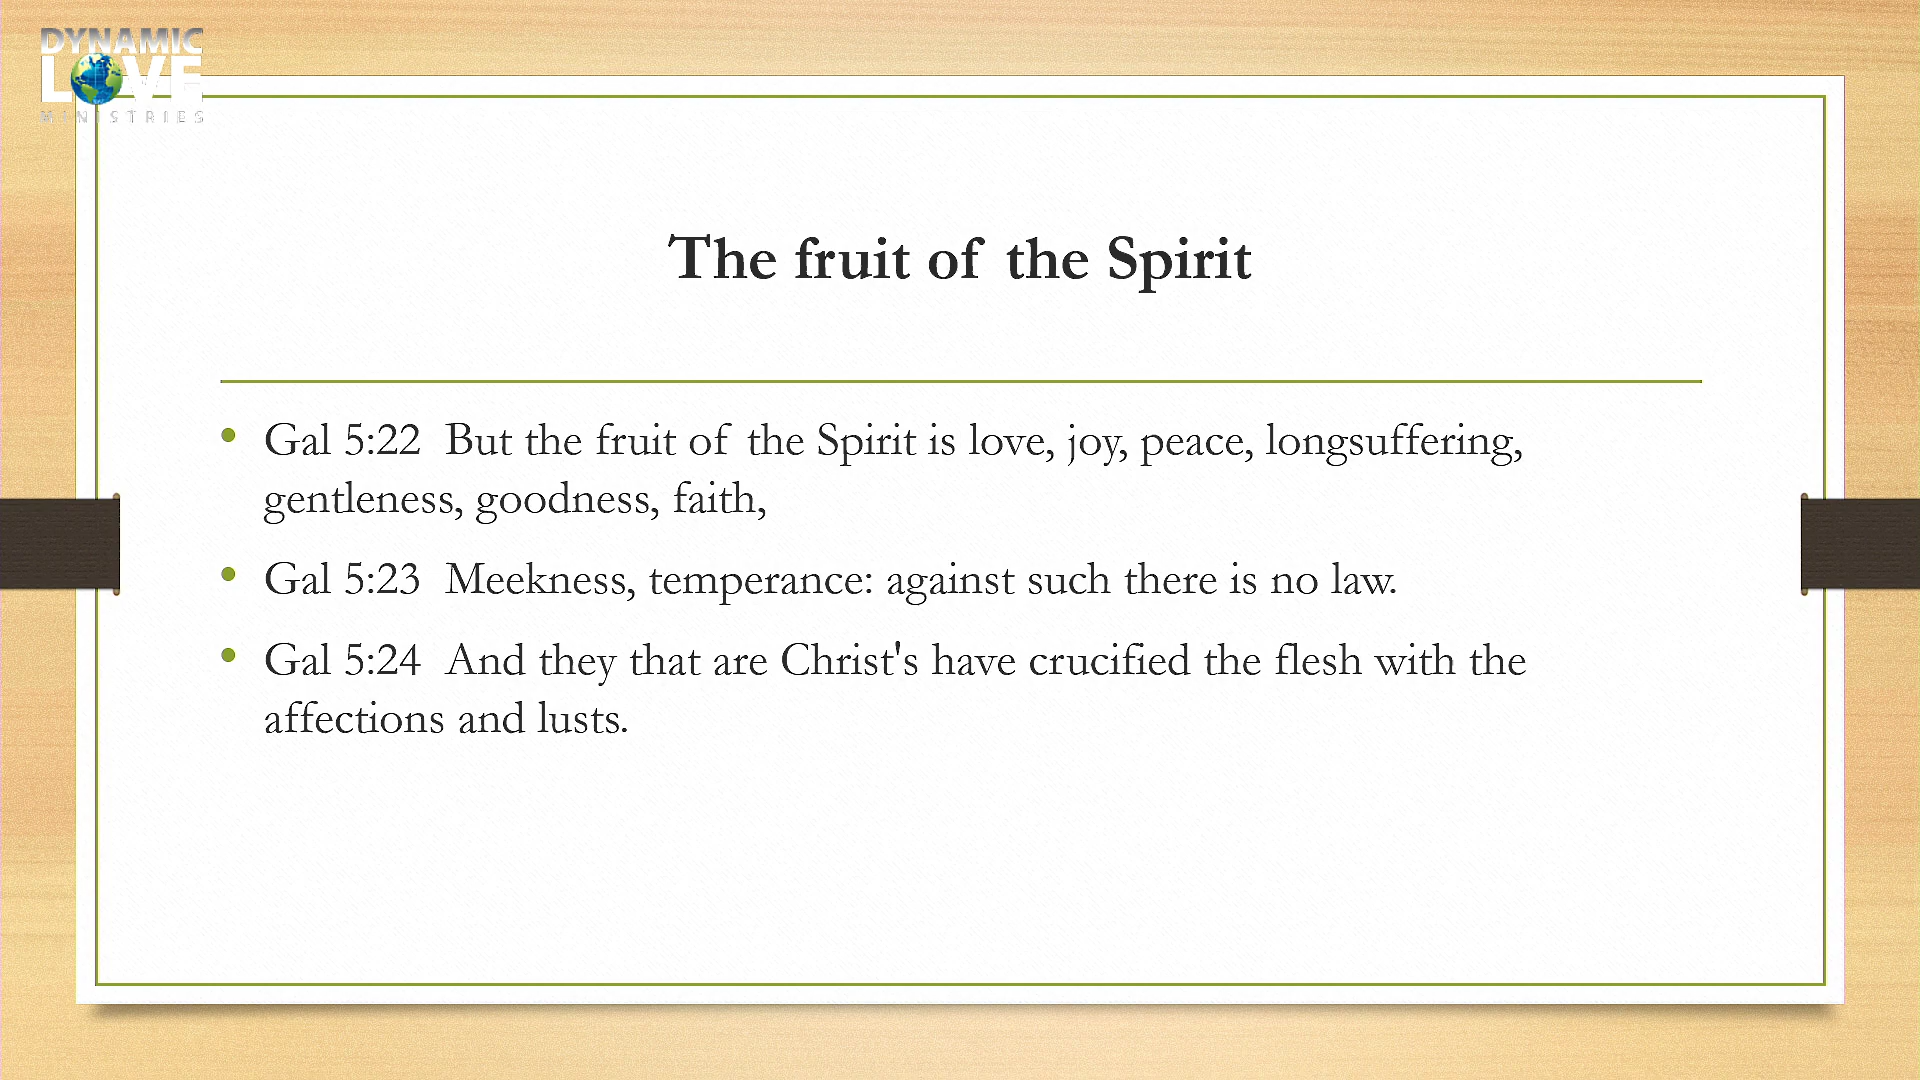 DYNAMIC
LOVE
MINISTRIES
The fruit of the Spirit
• Gal 5:22 But the fruit of the Spirit is love, joy, peace, longsuffering,
gentleness, goodness, faith,
• Gal 5:23 Meekness, temperance: against such there is no law.
• Gal 5:24 And they that are Christ's have crucified the flesh with the
affections and lusts.